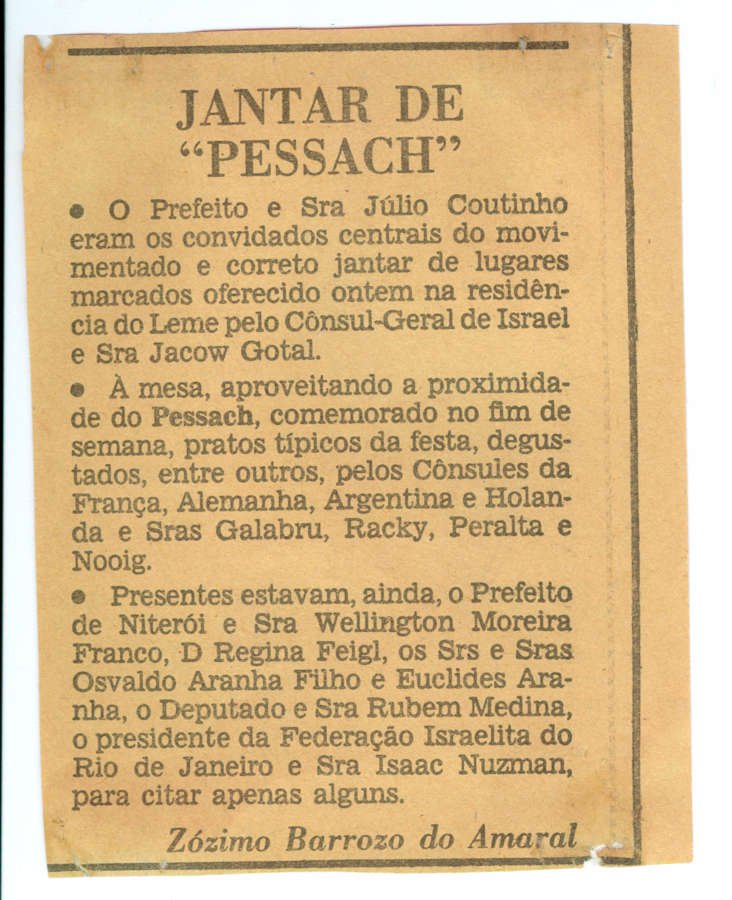 JANTAR DE
“PESSACH”
• O Prefeito e Sra Júlio Coutinho
eram os convidados centrais do movi-
mentado e correto jantar de lugares
marcados oferecido ontem na residên-
cia do Leme pelo Cônsul-Geral de Israel
e Sra Jacow Gotal.
• À mesa, aproveitando a proximida-
de do Pessach, comemorado no fim de
semana, pratos típicos da festa, degus-
tados, entre outros, pelos Cônsules da
França, Alemanha, Argentina e Holan-
da e Sras Galabru, Racky, Peralta e
Nooig.
• Presentes estavam, ainda, o Prefeito
de Niterói e Sra Wellington Moreira
Franco, D Regina Feigl, os Srs e Sras
Osvaldo Aranha Filho e Euclides Ara-
nha, o Deputado e Sra Rubem Medina,
o presidente da Federação Israelita do
Rio de Janeiro e Sra Isaac Nuzman,
para citar apenas alguns.
Zózimo Barrozo do Amaral